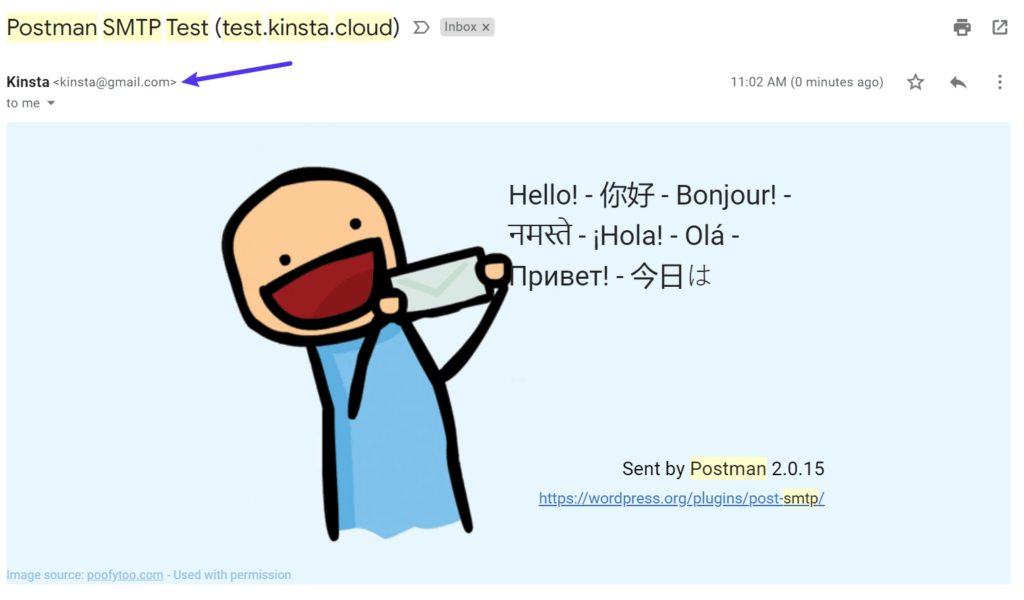 Postman SMTP Test (test.kinsta.cloud)
Inbox ×
Kinsta <kinsta@gmail.com>
11:02 AM (0 minutes ago)
to me
Hello! - 你好 - Bonjour! -
नमस्ते - ¡Hola! - Olá -
Привет! - 今日は
Sent by Postman 2.0.15
https://wordpress.org/plugins/post-smtp/
Image source: poofytoo.com - Used with permission